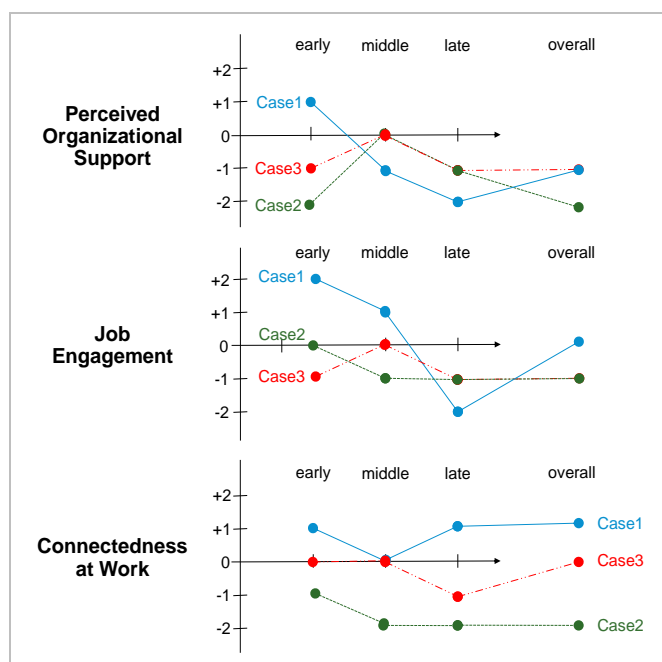 early middle late overall
+2
+1
0
-1
-2
Perceived
Organizational
Support
Case1
Case3
Case2
early middle late overall
+2
+1
0
-1
-2
Job
Engagement
Case1
Case2
Case3
early middle late overall
+2
+1
0
-1
-2
Connectedness
at Work
Case1
Case3
Case2